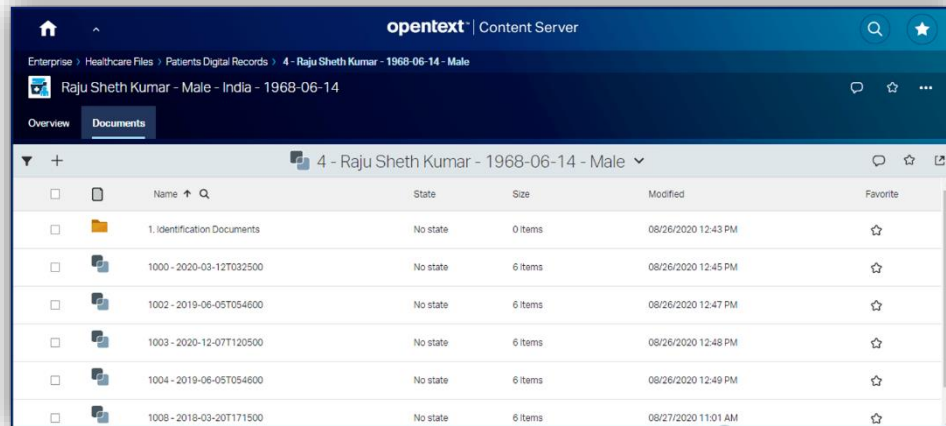 opentext™ | Content Server
Enterprise > Healthcare Files > Patients Digital Records > 4 - Raju Sheth Kumar - 1968-06-14 - Male
Raju Sheth Kumar - Male - India - 1968-06-14
Overview Documents
4 - Raju Sheth Kumar - 1968-06-14 - Male
Name State Size Modified Favorite
1. Identification Documents No state 0 Items 08/26/2020 12:43 PM
1000 - 2020-03-12T032500 No state 6 Items 08/26/2020 12:45 PM
1002 - 2019-06-05T054600 No state 6 Items 08/26/2020 12:47 PM
1003 - 2020-12-07T120500 No state 6 Items 08/26/2020 12:48 PM
1004 - 2019-06-05T054600 No state 6 Items 08/26/2020 12:49 PM
1008 - 2018-03-20T171500 No state 6 Items 08/27/2020 11:01 AM